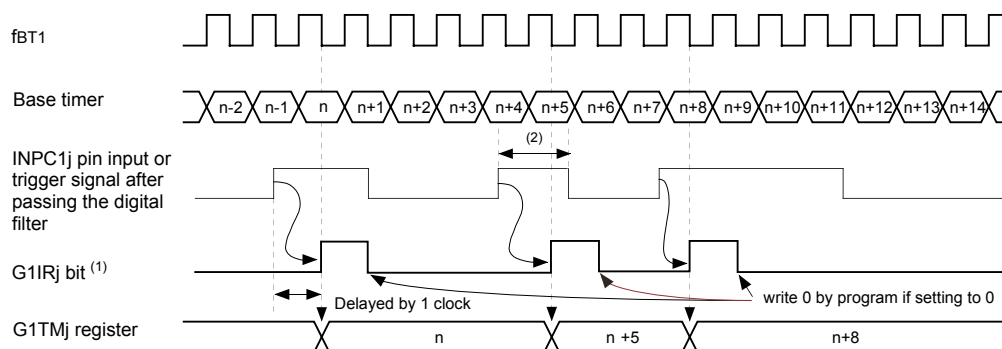 fBT1
Base timer
n-2 n-1 n n+1 n+2 n+3 n+4 n+5 n+6 n+7 n+8 n+9 n+10 n+11 n+12 n+13 n+14
(2)
INPC1j pin input or
trigger signal after
passing the digital
filter
G1IRj bit (1)
Delayed by 1 clock
write 0 by program if setting to 0
G1TMj register
n n +5 n+8